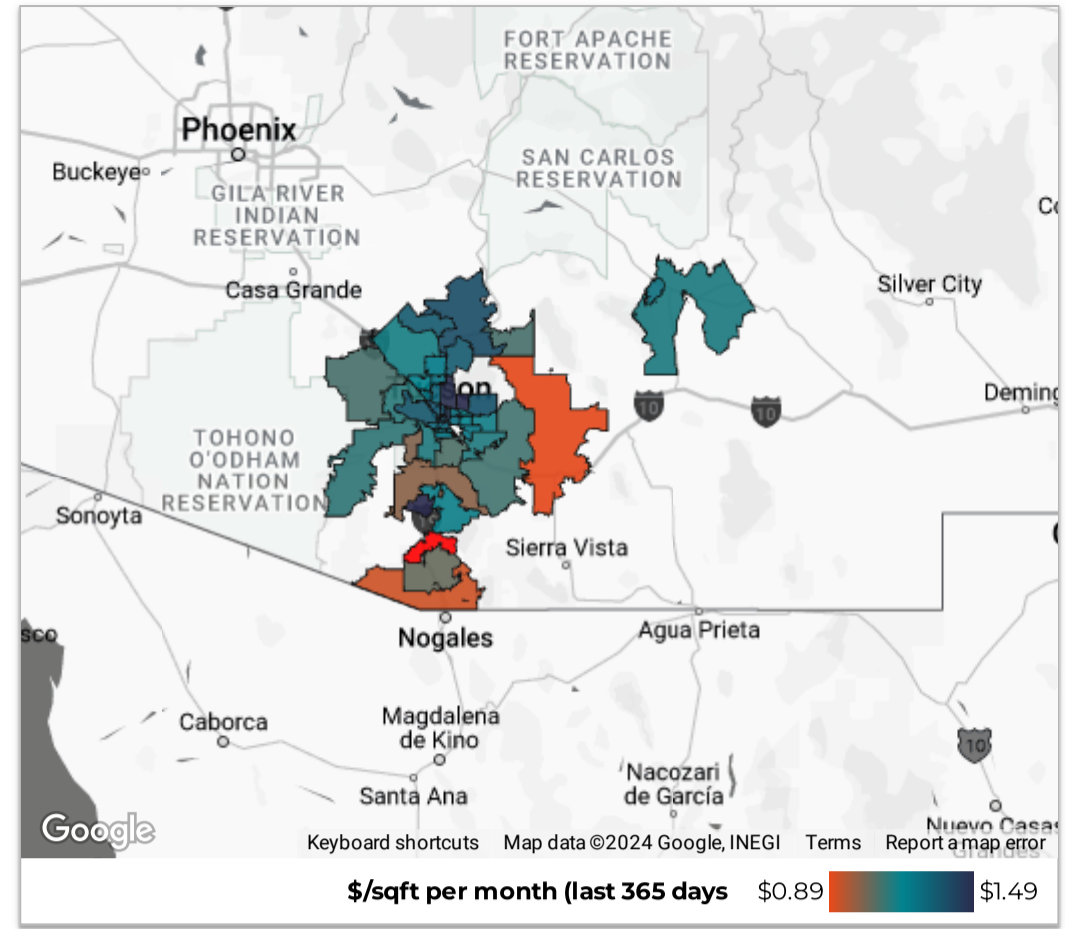 FORT APACHE
RESERVATION
Phoenix
Buckeye
SAN CARLOS
RESERVATION
GILA RIVER
INDIAN
RESERVATION
Casa Grande
Silver City
on
Deming
10
10
TOHONO
O'ODHAM
NATION
RESERVATION
Sonoyta
Sierra Vista
Nogales
Agua Prieta
sco
Caborca
Magdalena
de Kino
10
Santa Ana
Nacozari
de García
Nuevo Casas
Grandes
Google
Keyboard shortcuts Map data ©2024 Google, INEGI Terms Report a map error
$/sqft per month (last 365 days $0.89 $1.49